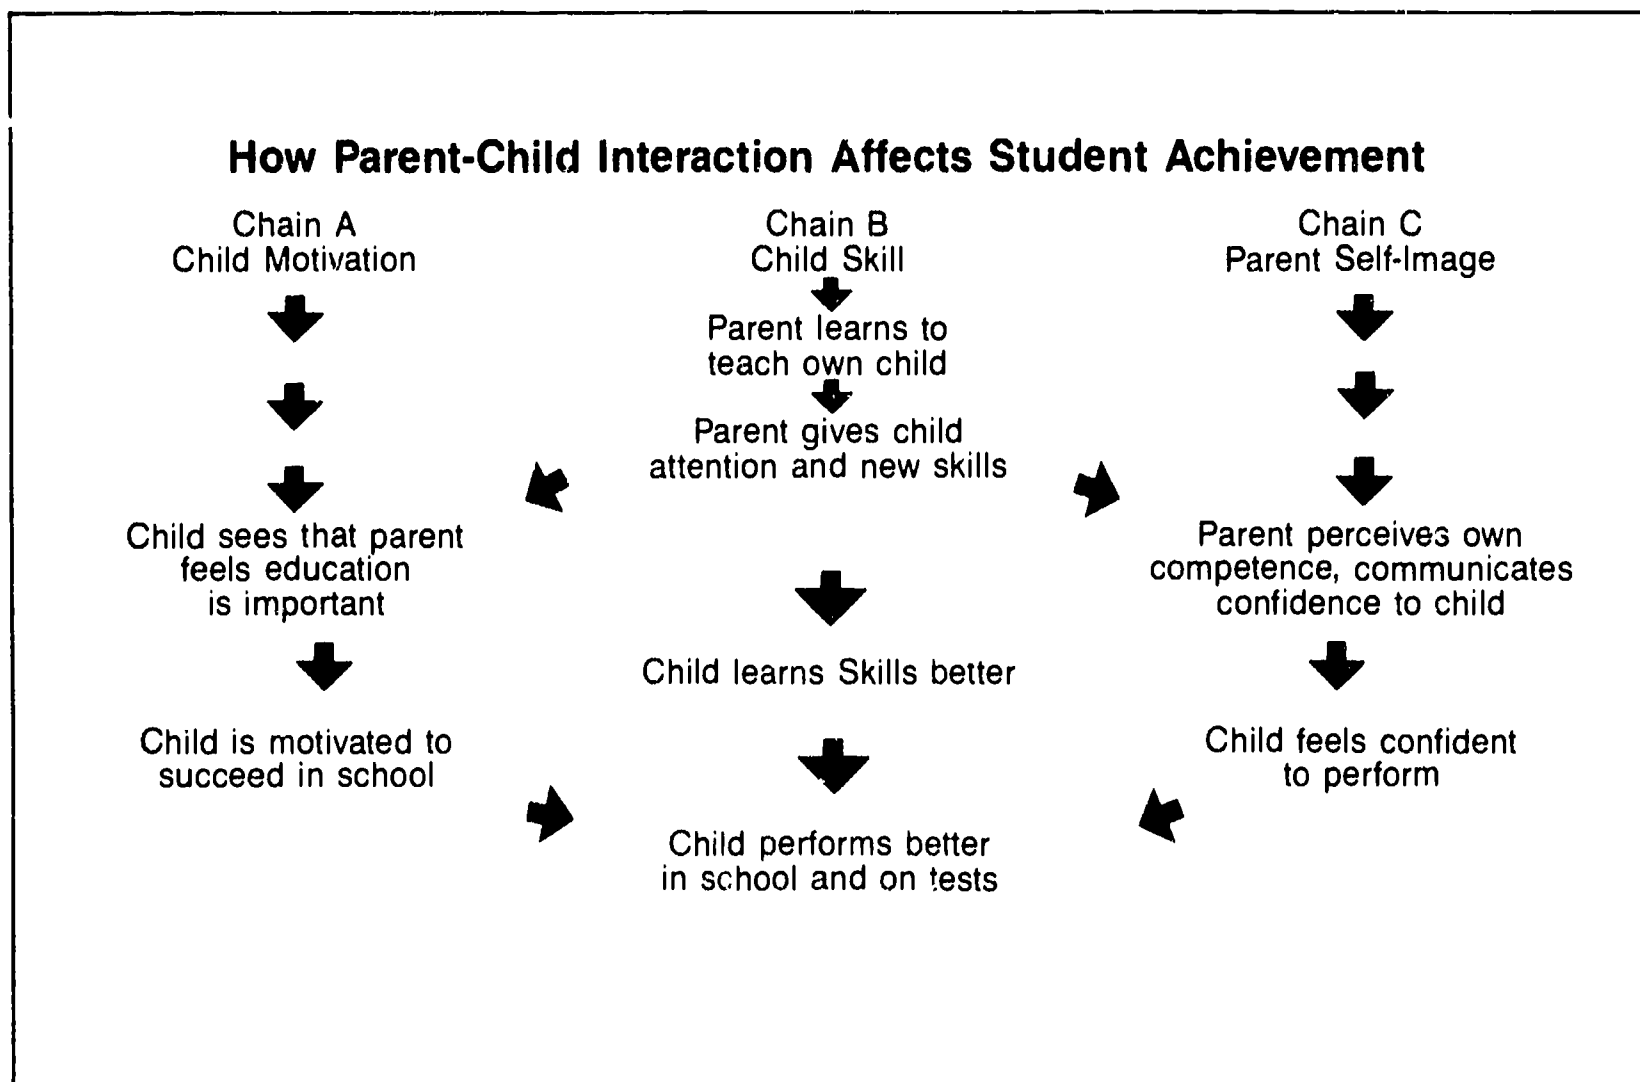 How Parent-Child Interaction Affects Student Achievement
Chain A
Child Motivation
Child sees that parent
feels education
is important
Child is motivated to
succeed in school
Chain B
Child Skill
Parent learns to
teach own child
Parent gives child
attention and new skills
Child learns Skills better
Child performs better
in school and on tests
Chain C
Parent Self-Image
Parent perceives own
competence, communicates
confidence to child
Child feels confident
to perform